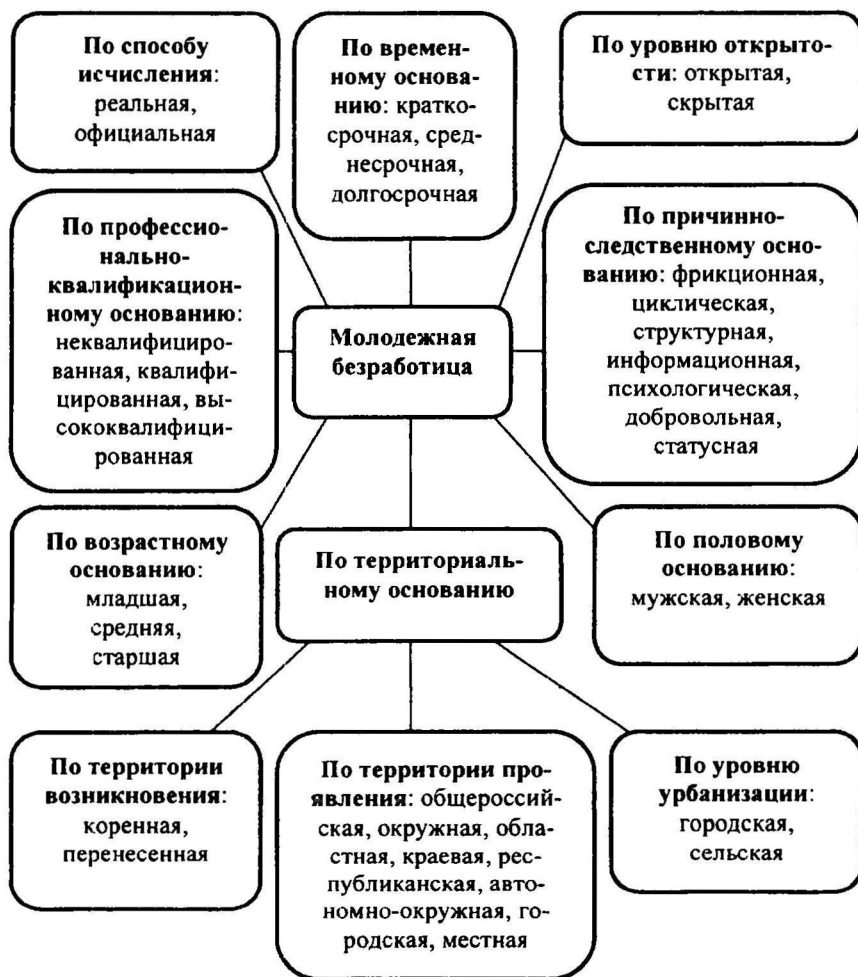 По способу
исчисления:
реальная,
официальная
По времен-
ному основа-
нию: кратко-
срочная, сред-
несрочная,
долгосрочная
По уровню открыто-
сти: открытая,
скрытая
По профессио-
нально-
квалификацион-
ному основанию:
неквалифициро-
ванная, квалифи-
цированная, вы-
сококвалифици-
рованная
Молодежная
безработица
По причинно-
следственному осно-
ванию: фрикционная,
циклическая,
структурная,
информационная,
психологическая,
добровольная,
статусная
По возрастному
основанию:
младшая,
средняя,
старшая
По территориаль-
ному основанию
По половому
основанию:
мужская, женская
По территории
возникновения:
коренная,
перенесенная
По территории про-
явления: общероссий-
ская, окружная, обла-
стная, краевая, рес-
публиканская, авто-
номно-окружная, го-
родская, местная
По уровню
урбанизации:
городская,
сельская